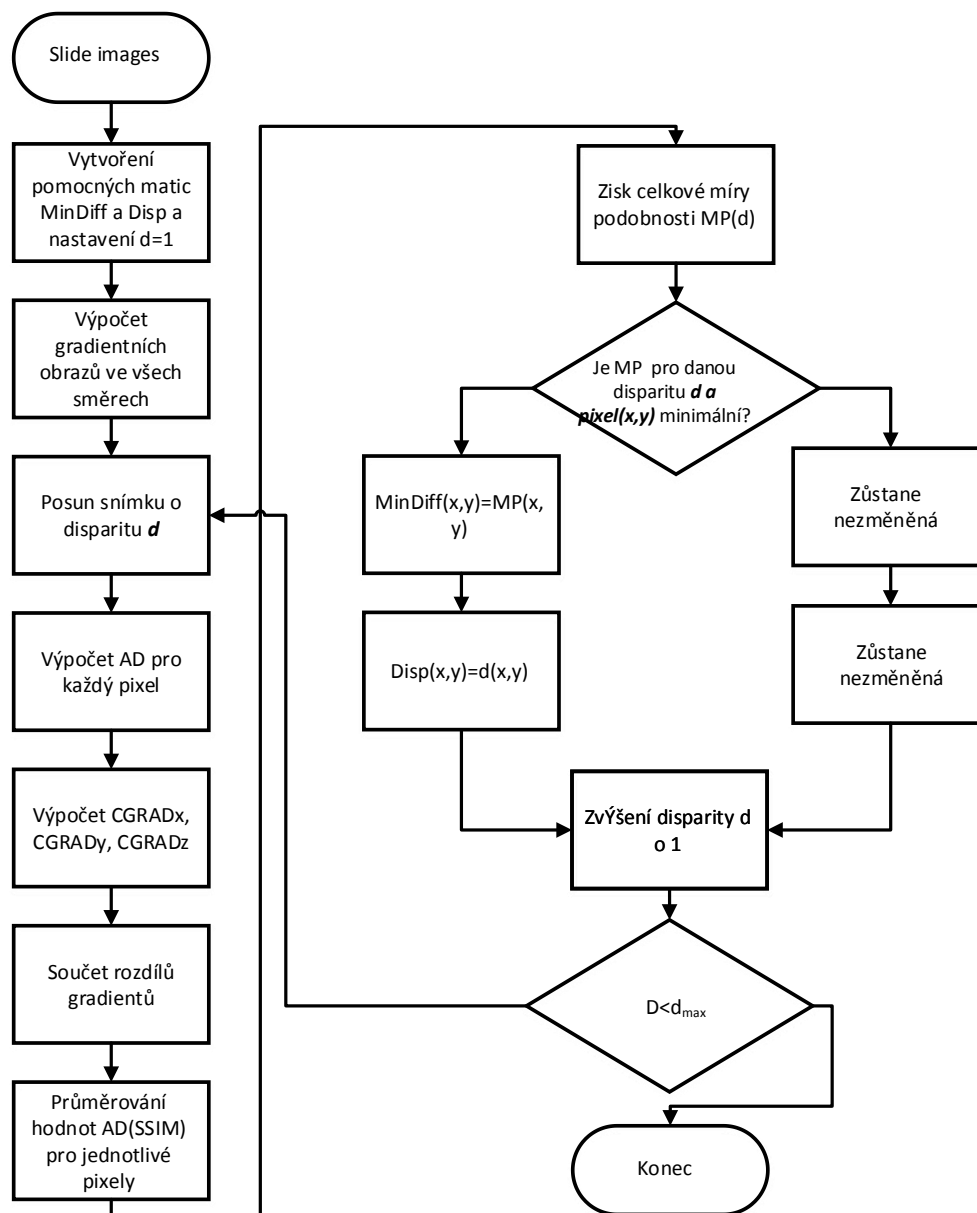 Slide images
Vytvoření
pomocných matic
MinDiff a Disp a
nastavení d=1
Výpočet
gradientních
obrazů ve všech
směrech
Posun snímku o
disparitu d
Výpočet AD pro
každý pixel
Výpočet CGRADx,
CGRADy, CGRADz
Součet rozdílů
gradientů
Průměrování
hodnot AD(SSIM)
pro jednotlivé
pixely
Zisk celkové míry
podobnosti MP(d)
Je MP pro danou
disparitu d a
pixel(x,y) minimální?
MinDiff(x,y)=MP(x,
y)
Disp(x,y)=d(x,y)
Zůstane
nezměněná
Zůstane
nezměněná
ZvÝšení disparity d
o 1
D<dmax
Konec